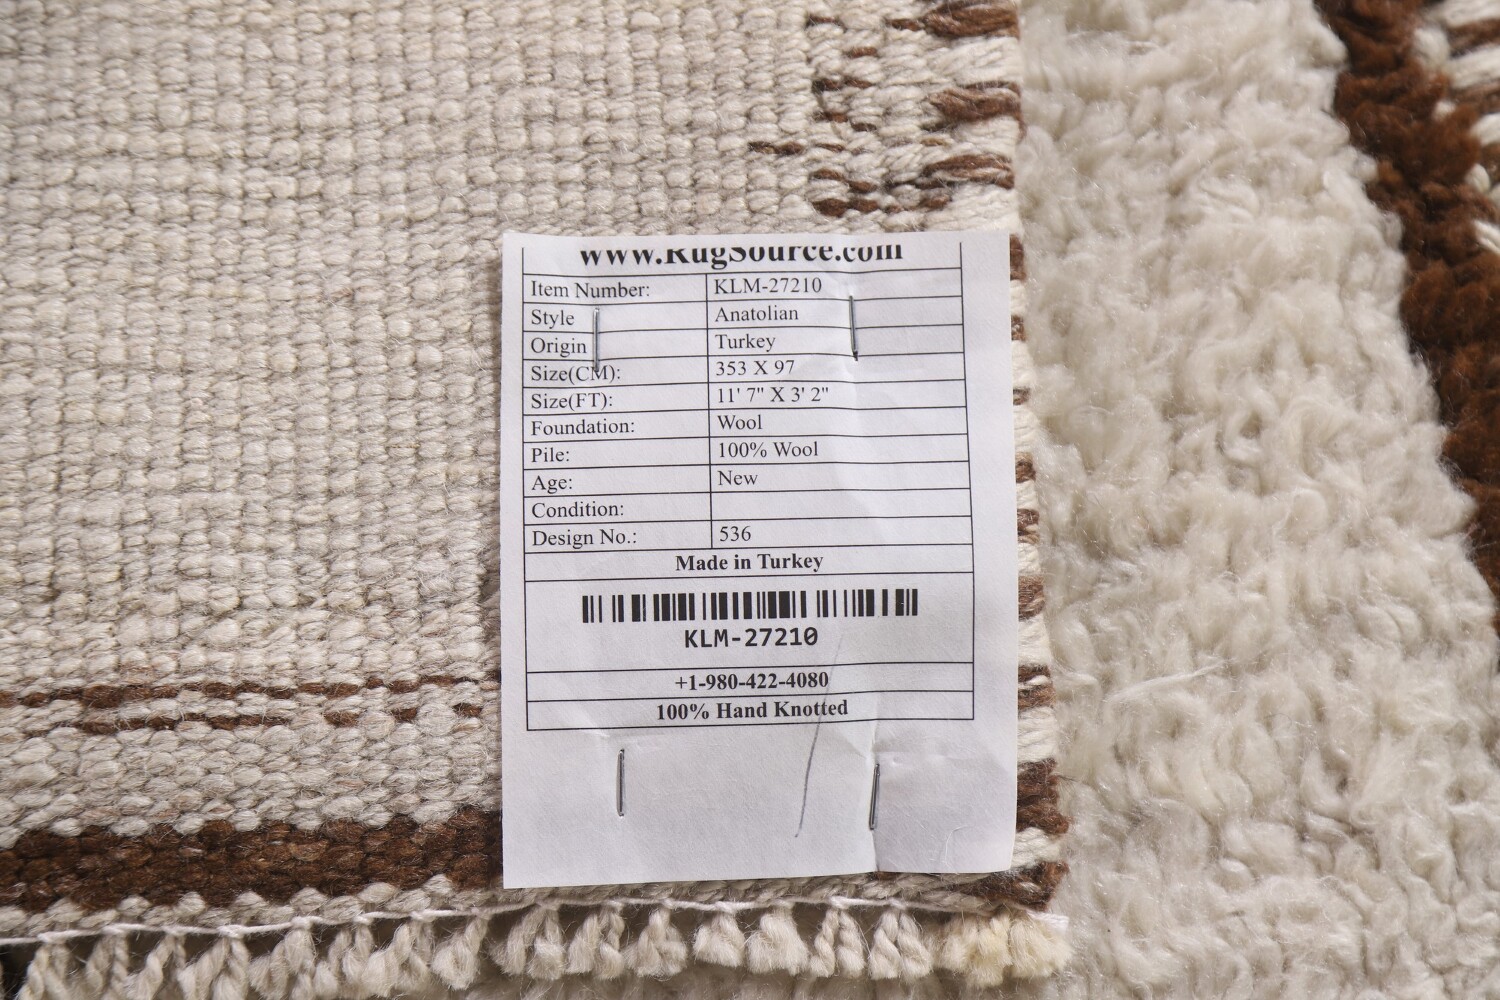 www.RugSource.com
Item Number: KLM-27210
Style Anatolian
Origin Turkey
Size(CM): 353 X 97
Size(FT): 11' 7" X 3' 2"
Foundation: Wool
Pile: 100% Wool
Age: New
Condition:
Design No.: 536
Made in Turkey
KLM-27210
+1-980-422-4080
100% Hand Knotted